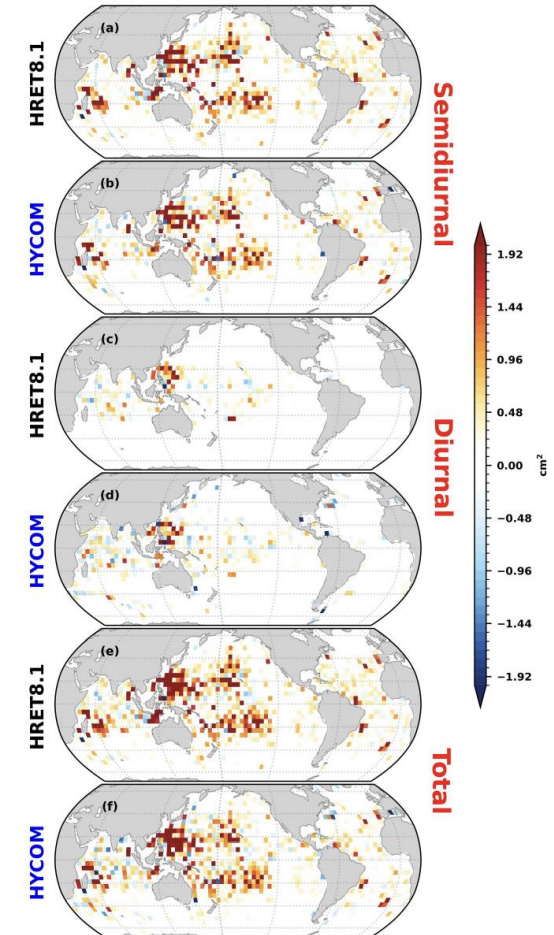 HRET8.1
(a)
HYCOM
(b)
Semidiurnal
HRET8.1
(c)
HYCOM
(d)
Diurnal
HRET8.1
(e)
HYCOM
(f)
Total
1.92
1.44
0.96
0.48
0.00
−0.48
−0.96
−1.44
−1.92
cm²